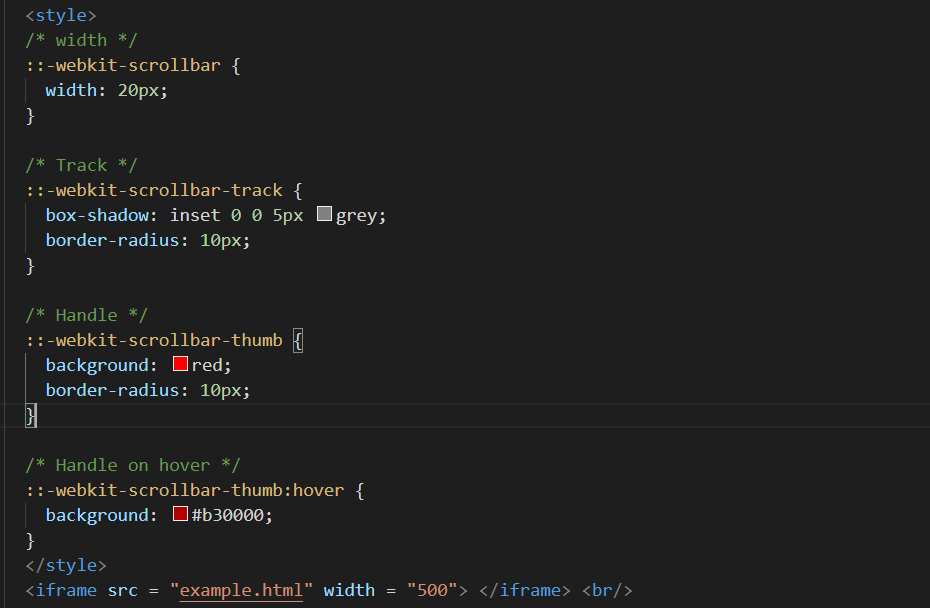 <style>
/* width */
::-webkit-scrollbar {
  width: 20px;
}

/* Track */
::-webkit-scrollbar-track {
  box-shadow: inset 0 0 5px grey;
  border-radius: 10px;
}

/* Handle */
::-webkit-scrollbar-thumb {
  background: red;
  border-radius: 10px;
}

/* Handle on hover */
::-webkit-scrollbar-thumb:hover {
  background: #b30000;
}
</style>
<iframe src = "example.html" width = "500"> </iframe> <br/>